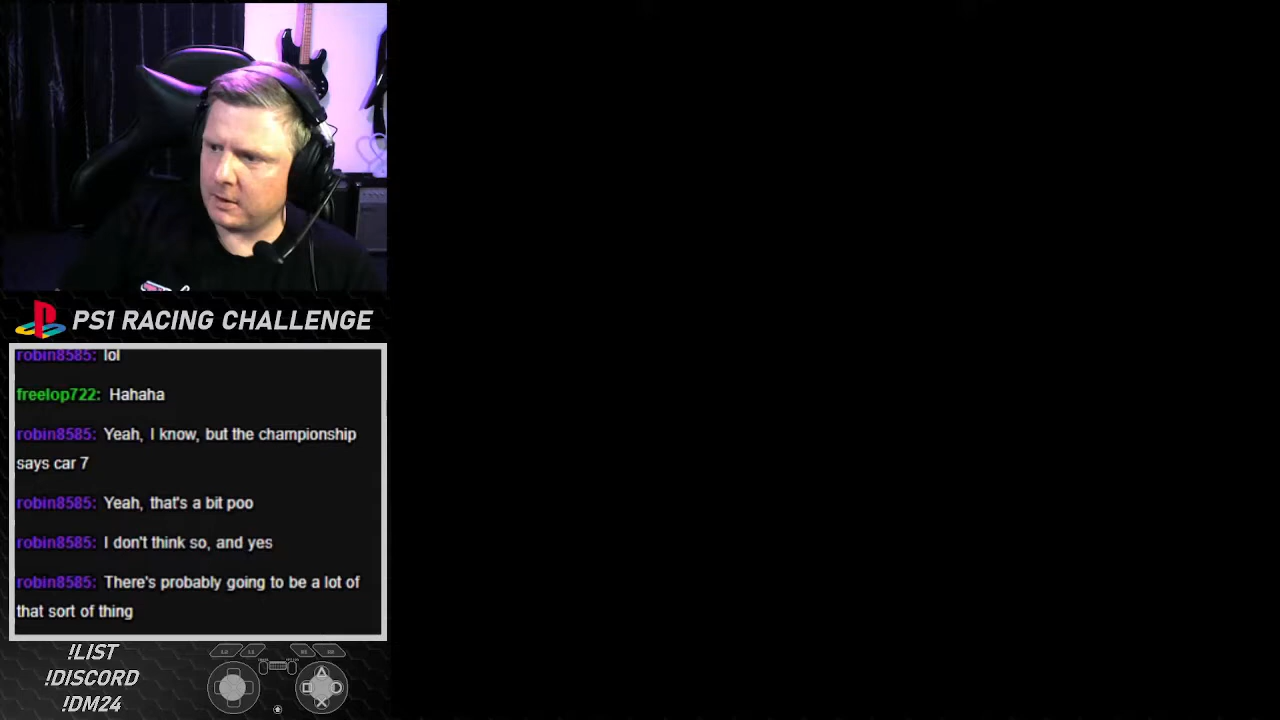 PS1 RACING CHALLENGE
robin8585: lol
freelop722: Hahaha
robin8585: Yeah, I know, but the championship
says car 7
robin8585: Yeah, that's a bit poo
robin8585: I don't think so, and yes
robin8585: There's probably going to be a lot of
that sort of thing
!LIST
!DISCORD
!DM24